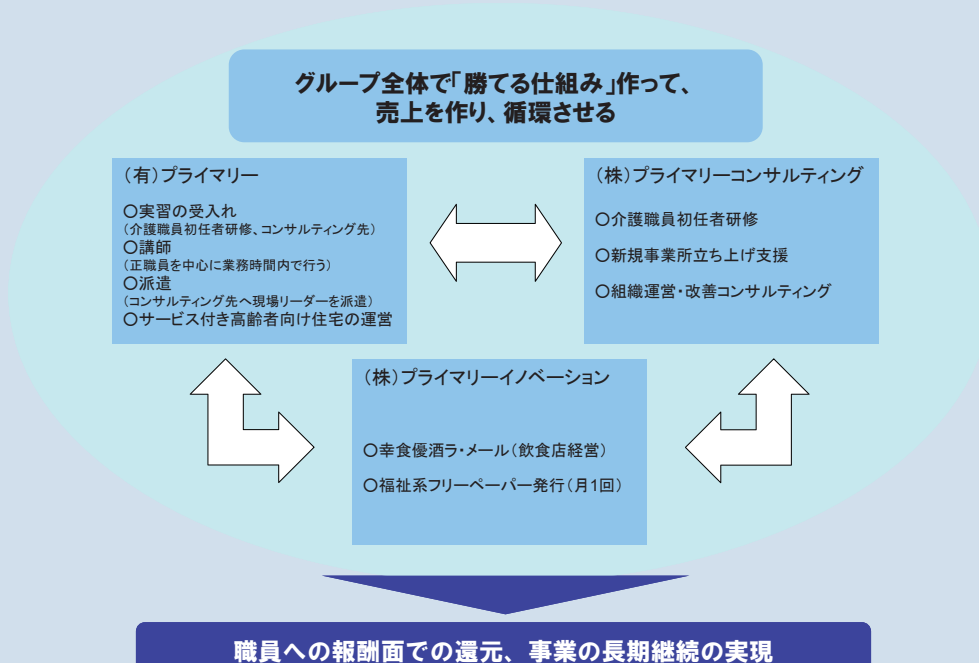 グループ全体で「勝てる仕組み」作って、
売上を作り、循環させる
（有）プライマリー
〇実習の受入れ
（介護職員初任者研修、コンサルティング先）
〇講師
（正職員を中心に業務時間内で行う）
〇派遣
（コンサルティング先へ現場リーダーを派遣）
〇サービス付き高齢者向け住宅の運営
（株）プライマリーコンサルティング
〇介護職員初任者研修
〇新規事業所立ち上げ支援
〇組織運営・改善コンサルティング
（株）プライマリーイノベーション
〇幸食優酒ラ・メール（飲食店経営）
〇福祉系フリーペーパー発行（月1回）
職員への報酬面での還元、事業の長期継続の実現